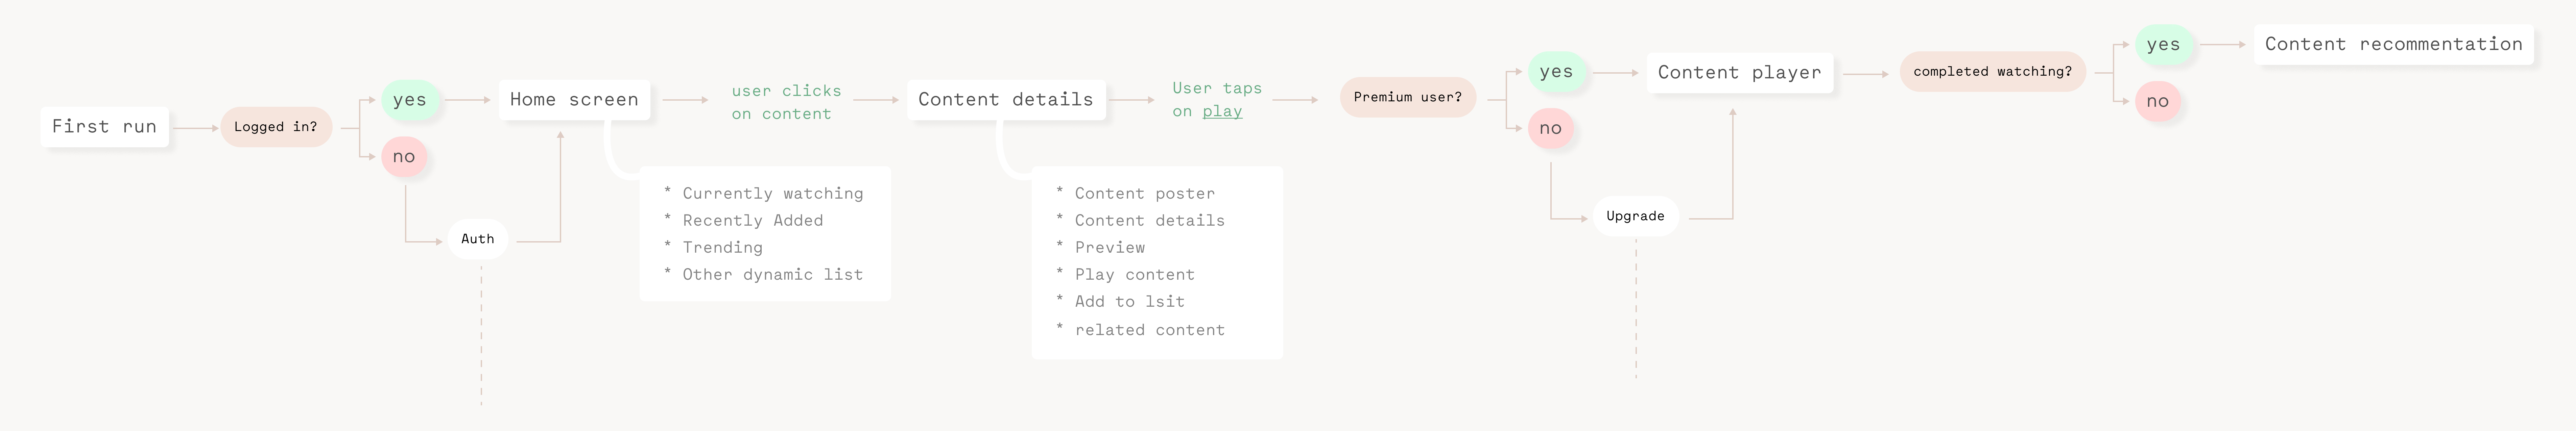 First run
Logged in?
yes
no
Auth
Home screen
* Currently watching
* Recently Added
* Trending
* Other dynamic list
user clicks
on content
Content details
* Content poster
* Content details
* Preview
* Play content
* Add to lsit
* related content
User taps
on play
Premium user?
yes
no
Upgrade
Content player
completed watching?
yes
no
Content recommentation